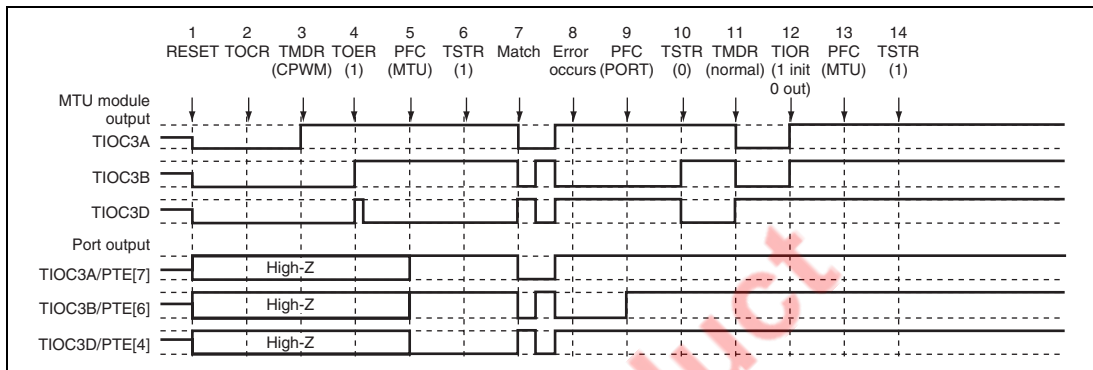 1 2 3 4 5 6 7 8 9 10 11 12 13 14
RESET TOCR TMDR TOER PFC TSTR Match Error PFC TSTR TMDR TIOR PFC TSTR
(CPWM) (1) (MTU) (1) occurs (PORT) (0) (normal) (1 init (MTU) (1)
0 out)
MTU module
output
TIOC3A
TIOC3B
TIOC3D
Port output
TIOC3A/PTE[7] High-Z
TIOC3B/PTE[6] High-Z
TIOC3D/PTE[4] High-Z
duct